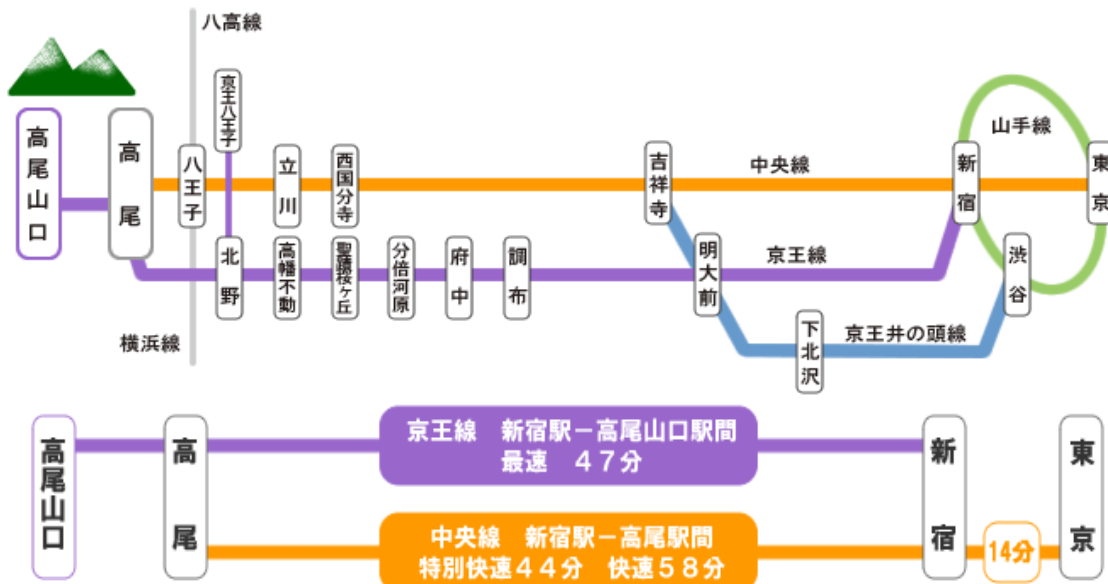 八高線
京王八王子
高尾山口
高尾
八王子
立川
西国分寺
吉祥寺
中央線
新宿
山手線
東京
北野
高幡不動
聖蹟桜ヶ丘
分倍河原
府中
調布
明大前
京王線
渋谷
横浜線
下北沢
京王井の頭線
高尾山口
高尾
京王線 新宿駅－高尾山口駅間
最速 ４７分
新宿
東京
中央線 新宿駅－高尾駅間
特別快速４４分 快速５８分
14分